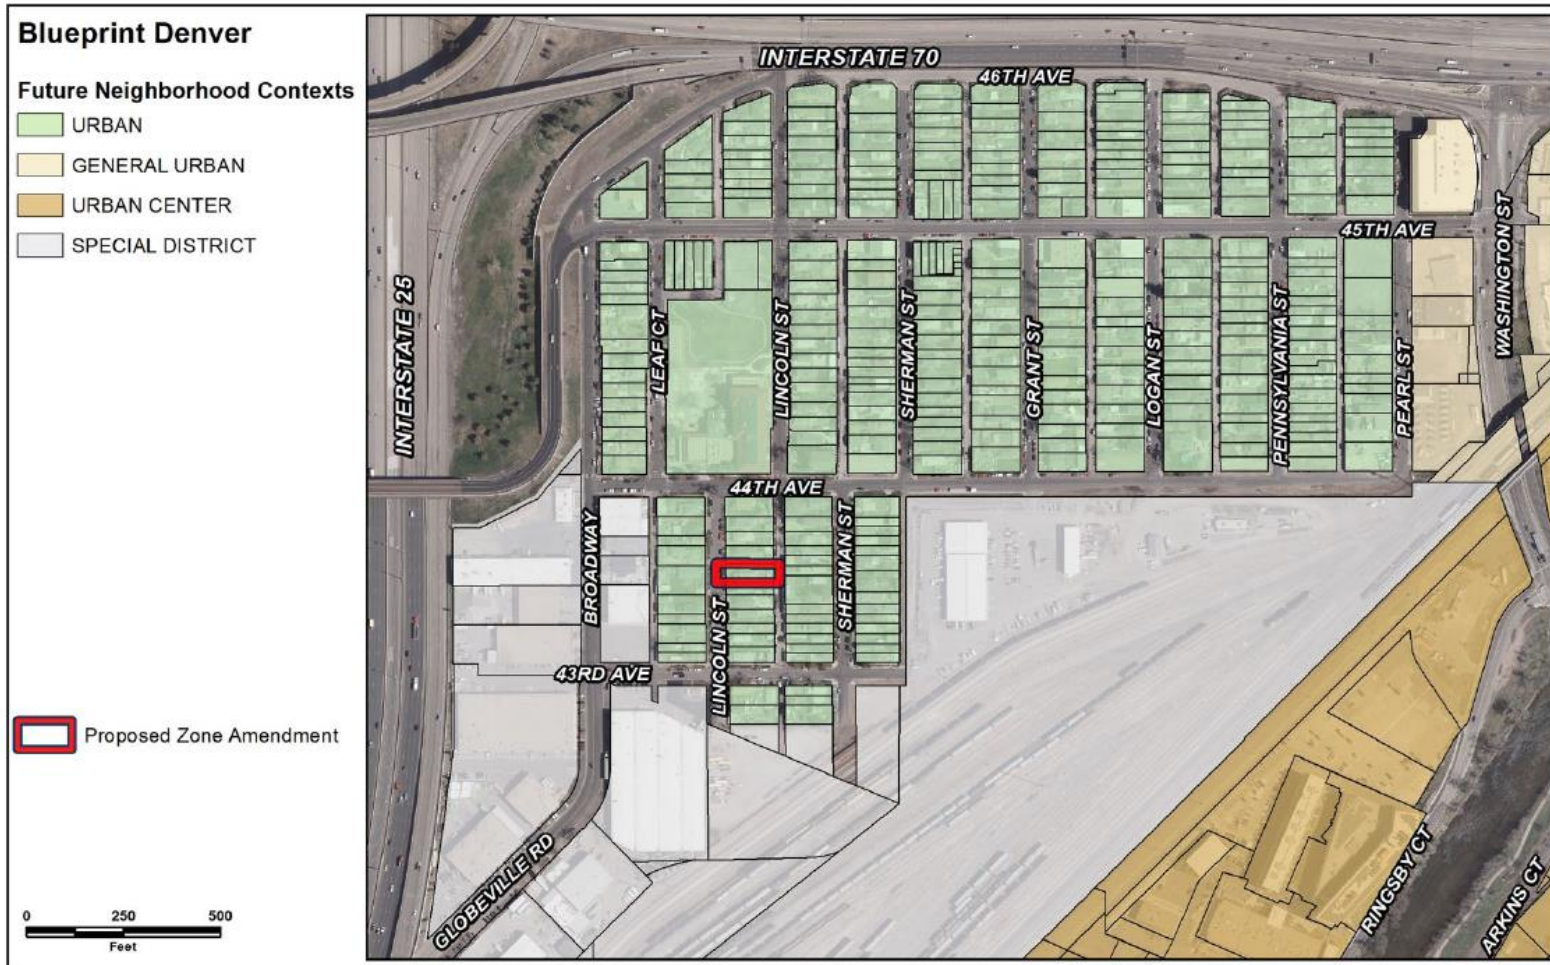 Blueprint Denver
Future Neighborhood Contexts
URBAN
GENERAL URBAN
URBAN CENTER
SPECIAL DISTRICT
Proposed Zone Amendment
0 250 500
Feet
INTERSTATE 70
46TH AVE
45TH AVE
WASHINGTON ST
INTERSTATE 25
LEAF CT
LINCOLN ST
SHERMAN ST
GRANT ST
LOGAN ST
PENNSYLVANIA ST
PEARL ST
44TH AVE
BROADWAY
LINCOLN ST
SHERMAN ST
43RD AVE
GLOBEVILLE RD
RINGSBY CT
ARKINS CT